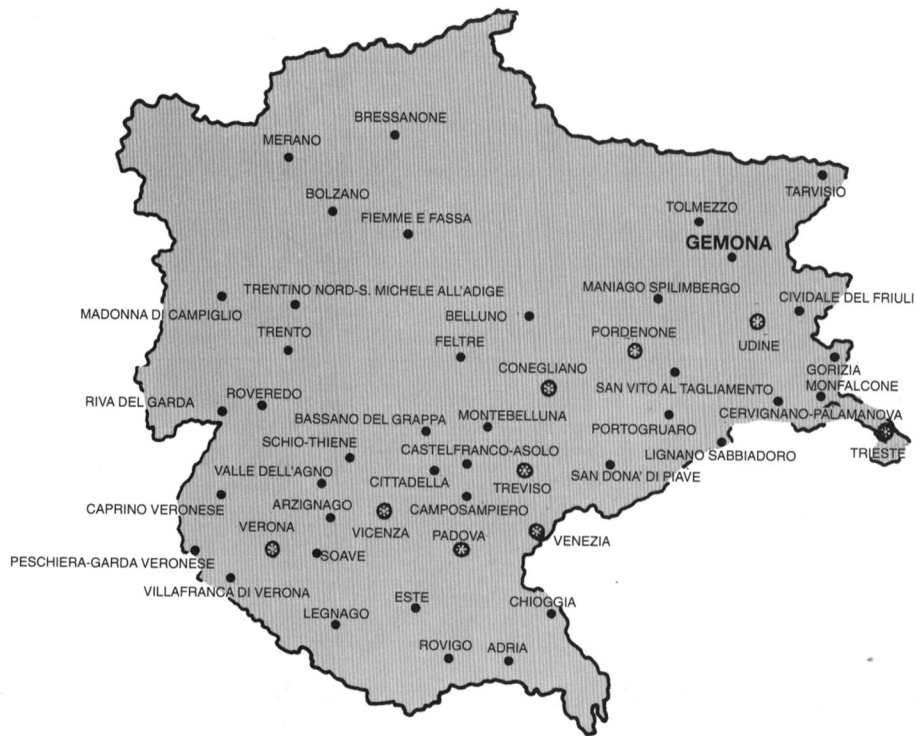 BRESSANONE
MERANO
TARVISIO
BOLZANO
TOLMEZZO
FIEMME E FASSA
GEMONA
TRENTINO NORD-S. MICHELE ALL'ADIGE
MANIAGO SPILIMBERGO
CIVIDALE DEL FRIULI
MADONNA DI CAMPIGLIO
BELLUNO
TRENTO
PORDENONE
UDINE
FELTRE
CONEGLIANO
GORIZIA
SAN VITO AL TAGLIAMENTO
MONFALCONE
ROVEREDO
RIVA DEL GARDA
BASSANO DEL GRAPPA
MONTEBELLUNA
CERVIGNANO-PALAMANOVA
PORTOGRUARO
SCHIO-THIENE
CASTELFRANCO-ASOLO
LIGNANO SABBIADORO
TRIESTE
VALLE DELL'AGNO
CITTADELLA
TREVISO
SAN DONA' DI PIAVE
CAPRINO VERONESE
ARZIGNAGO
CAMPOSAMPIERO
VERONA
VICENZA
PADOVA
VENEZIA
PESCHIERA-GARDA VERONESE
SOAVE
VILLAFRANCA DI VERONA
ESTE
CHIOGGIA
LEGNAGO
ROVIGO
ADRIA